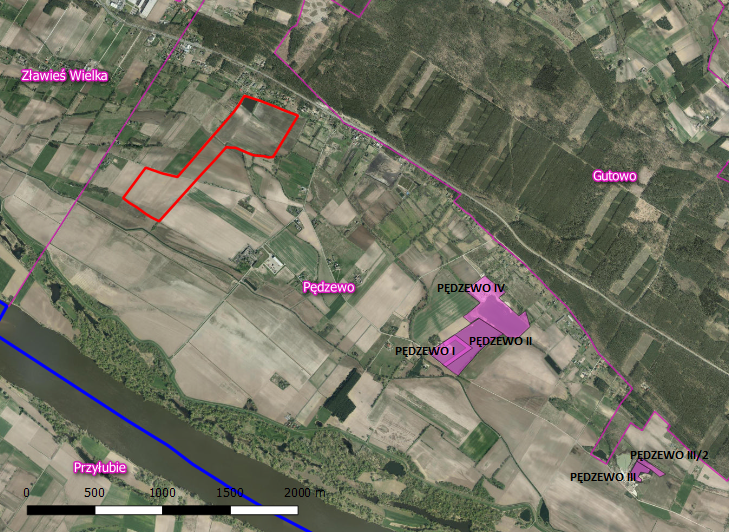 Zławieś Wielka
Gutowo
Pędzewo
PĘDZEWO IV
PĘDZEWO II
PĘDZEWO I
PĘDZEWO III/2
PĘDZEWO III
Przyłubie
0 500 1000 1500 2000 m